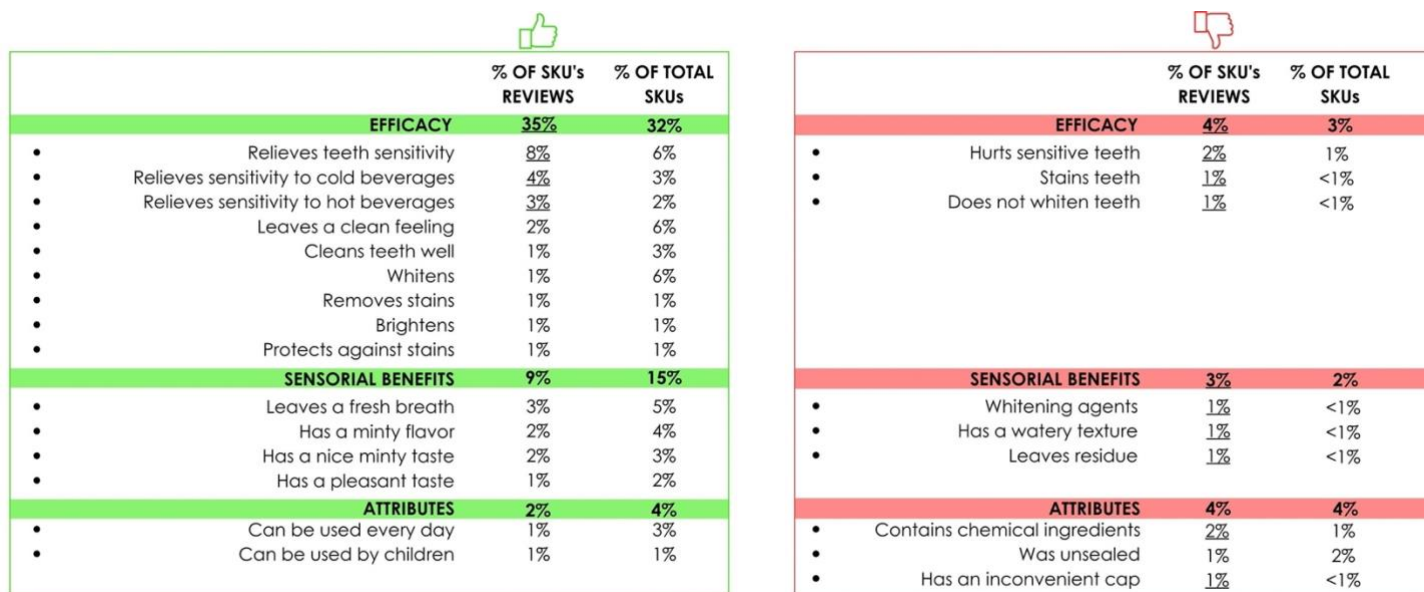 % OF SKU's REVIEWS % OF TOTAL SKUs
EFFICACY 35% 32%
• Relieves teeth sensitivity 8% 6%
• Relieves sensitivity to cold beverages 4% 3%
• Relieves sensitivity to hot beverages 3% 2%
• Leaves a clean feeling 2% 6%
• Cleans teeth well 1% 3%
• Whitens 1% 6%
• Removes stains 1% 1%
• Brightens 1% 1%
• Protects against stains 1% 1%
SENSORIAL BENEFITS 9% 15%
• Leaves a fresh breath 3% 5%
• Has a minty flavor 2% 4%
• Has a nice minty taste 2% 3%
• Has a pleasant taste 1% 2%
ATTRIBUTES 2% 4%
• Can be used every day 1% 3%
• Can be used by children 1% 1%
% OF SKU's REVIEWS % OF TOTAL SKUs
EFFICACY 4% 3%
• Hurts sensitive teeth 2% 1%
• Stains teeth 1% <1%
• Does not whiten teeth 1% <1%
SENSORIAL BENEFITS 3% 2%
• Whitening agents 1% <1%
• Has a watery texture 1% <1%
• Leaves residue 1% <1%
ATTRIBUTES 4% 4%
• Contains chemical ingredients 2% 1%
• Was unsealed 1% 2%
• Has an inconvenient cap 1% <1%